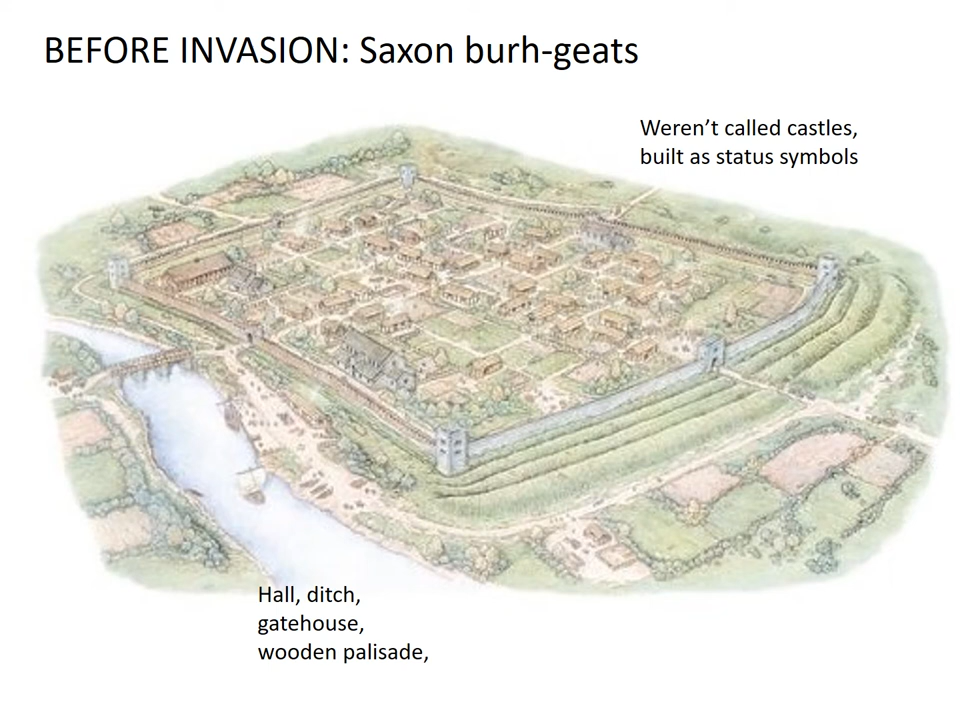 BEFORE INVASION: Saxon burh-geats
Weren’t called castles,
built as status symbols
Hall, ditch,
gatehouse,
wooden palisade,